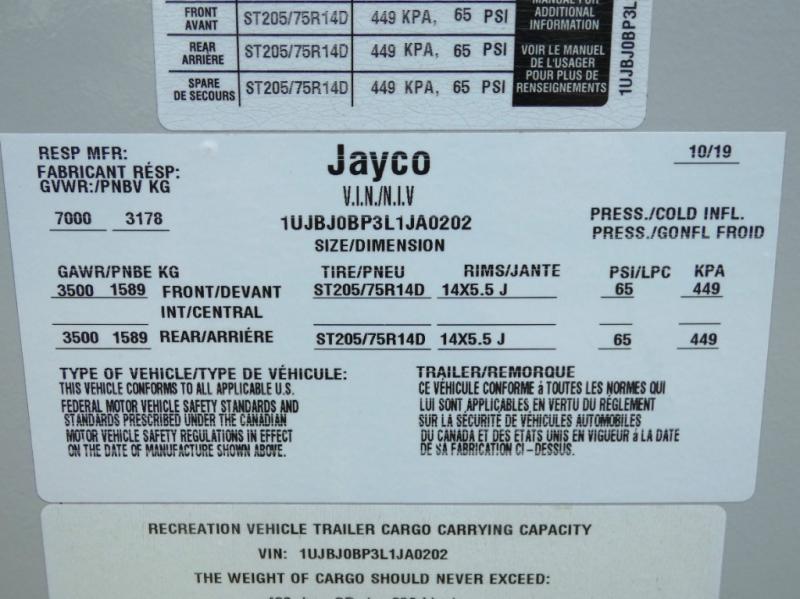 MANUAL FOR
ADDITIONAL
INFORMATION
FRONT AVANT ST205/75R14D 449 KPA, 65 PSI
REAR ARRIÈRE ST205/75R14D 449 KPA, 65 PSI
SPARE DE SECOURS ST205/75R14D 449 KPA, 65 PSI
VOIR LE MANUEL
DE L'USAGER
POUR PLUS DE
RENSEIGNEMENTS
1UJBJ0BP3L
RESP MFR: Jayco 10/19
FABRICANT RÉSP:
GVWR:/PNBV KG V.I.N./N.I.V
7000 3178 1UJBJ0BP3L1JA0202 PRESS./COLD INFL.
SIZE/DIMENSION PRESS./GONFL FROID
GAWR/PNBE KG TIRE/PNEU RIMS/JANTE PSI/LPC KPA
3500 1589 FRONT/DEVANT ST205/75R14D 14X5.5 J 65 449
INT/CENTRAL
3500 1589 REAR/ARRIÉRE ST205/75R14D 14X5.5 J 65 449
TYPE OF VEHICLE/TYPE DE VÉHICULE: TRAILER/REMORQUE
THIS VEHICLE CONFORMS TO ALL APPLICABLE U.S.
FEDERAL MOTOR VEHICLE SAFETY STANDARDS AND
STANDARDS PRESCRIBED UNDER THE CANADIAN
MOTOR VEHICLE SAFETY REGULATIONS IN EFFECT
ON THE DATE OF MANUFACTURE SHOWN ABOVE.
CE VÉHICULE CONFORME à TOUTES LES NORMES QUI
LUI SONT APPLICABLES EN VERTU DU RÉGLEMENT
SUR LA SÉCURITÉ DE VÉHICULES AUTOMOBILES
DU CANADA ET DES ETATS UNIS EN VIGUEUR à LA DATE
DE SA FABRICATION CI-DESSUS.
RECREATION VEHICLE TRAILER CARGO CARRYING CAPACITY
VIN: 1UJBJ0BP3L1JA0202
THE WEIGHT OF CARGO SHOULD NEVER EXCEED: